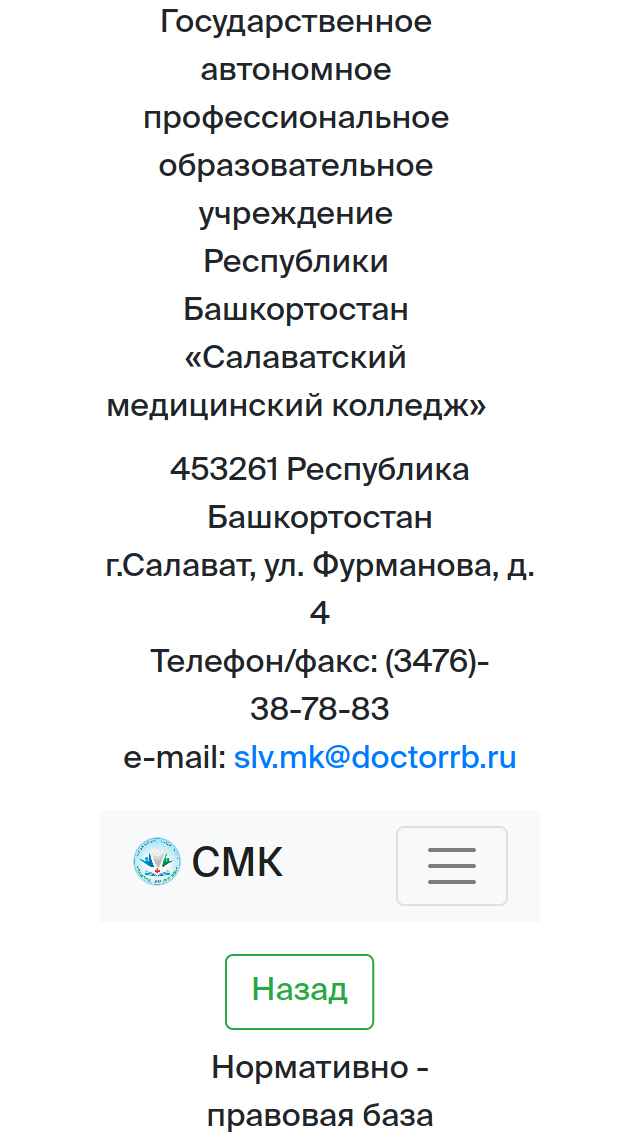 Государственное
автономное
профессиональное
образовательное
учреждение
Республики
Башкортостан
«Салаватский
медицинский колледж»
453261 Республика
Башкортостан
г.Салават, ул. Фурманова, д.
4
Телефон/факс: (3476)-
38-78-83
e-mail: slv.mk@doctorrb.ru
СМК
Назад
Нормативно -
правовая база